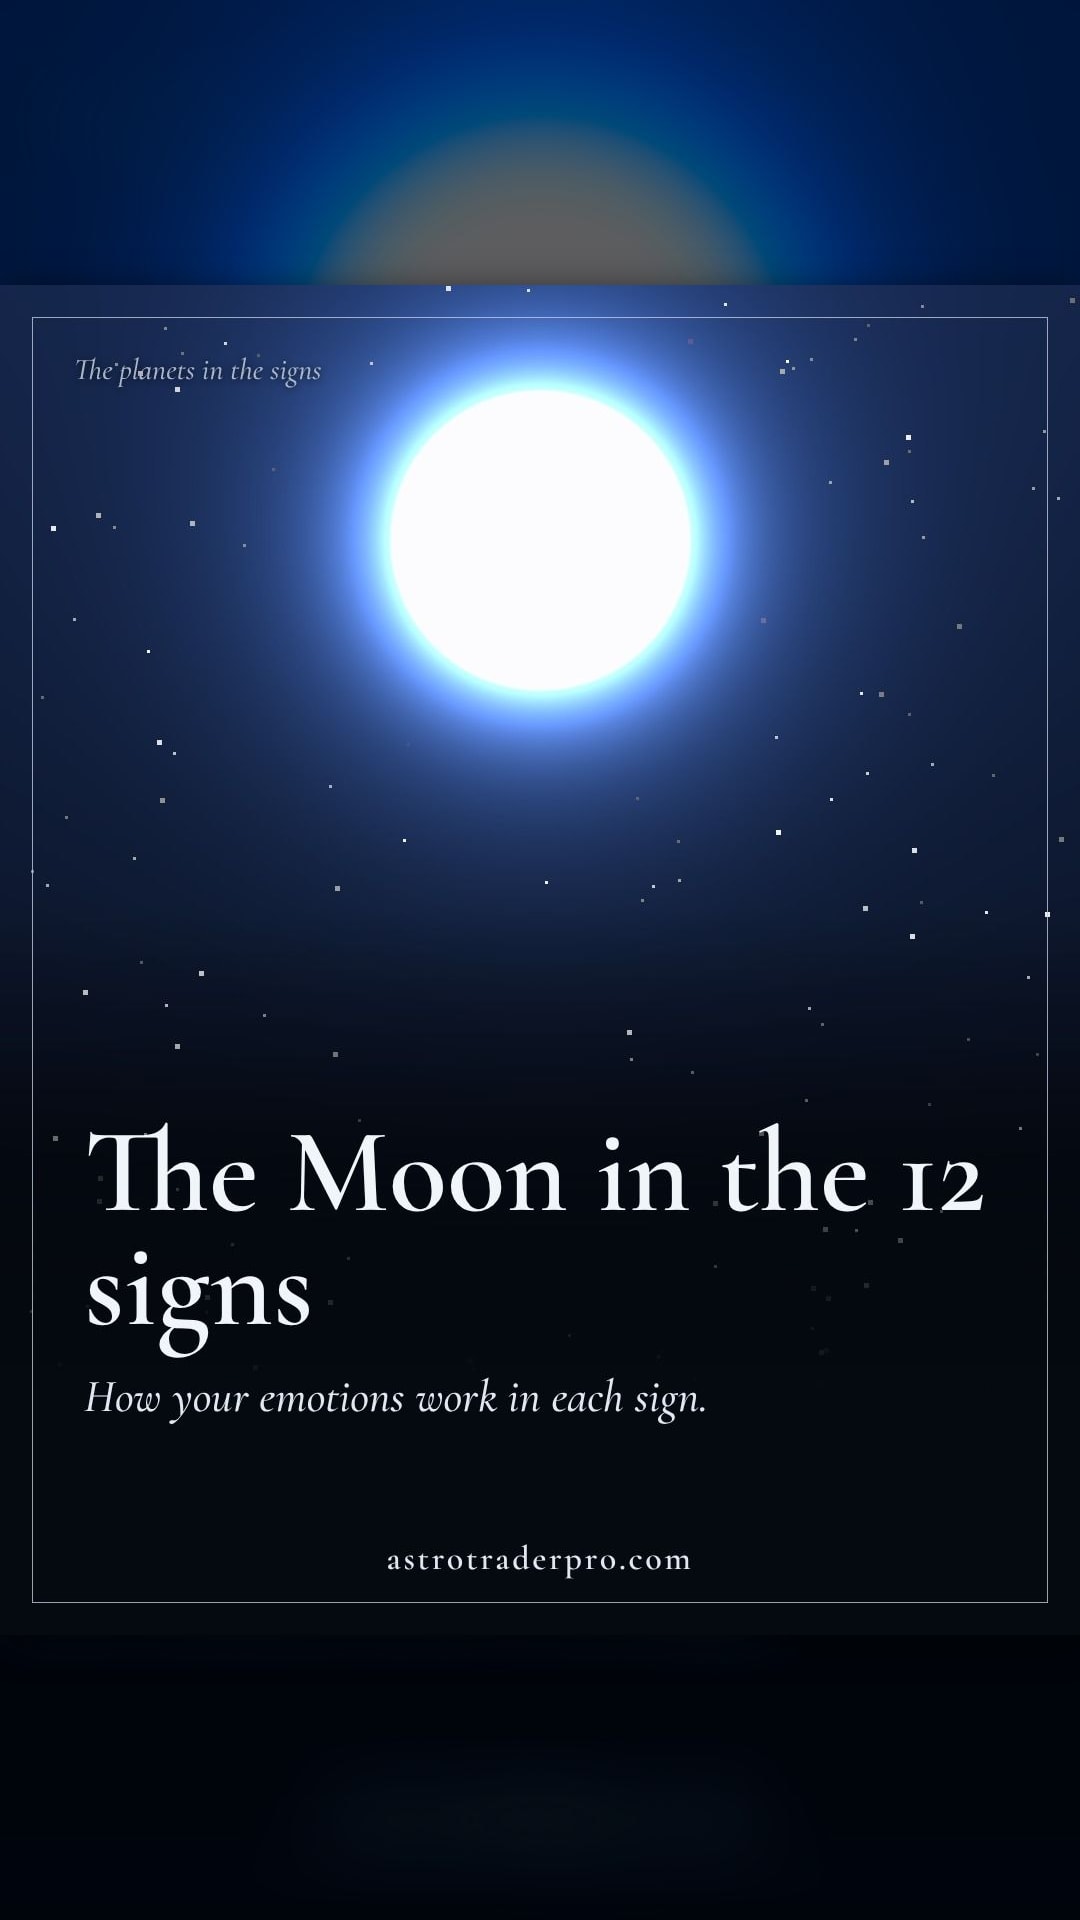 The planets in the signs
The Moon in the 12
signs
How your emotions work in each sign.
astrotraderpro.com